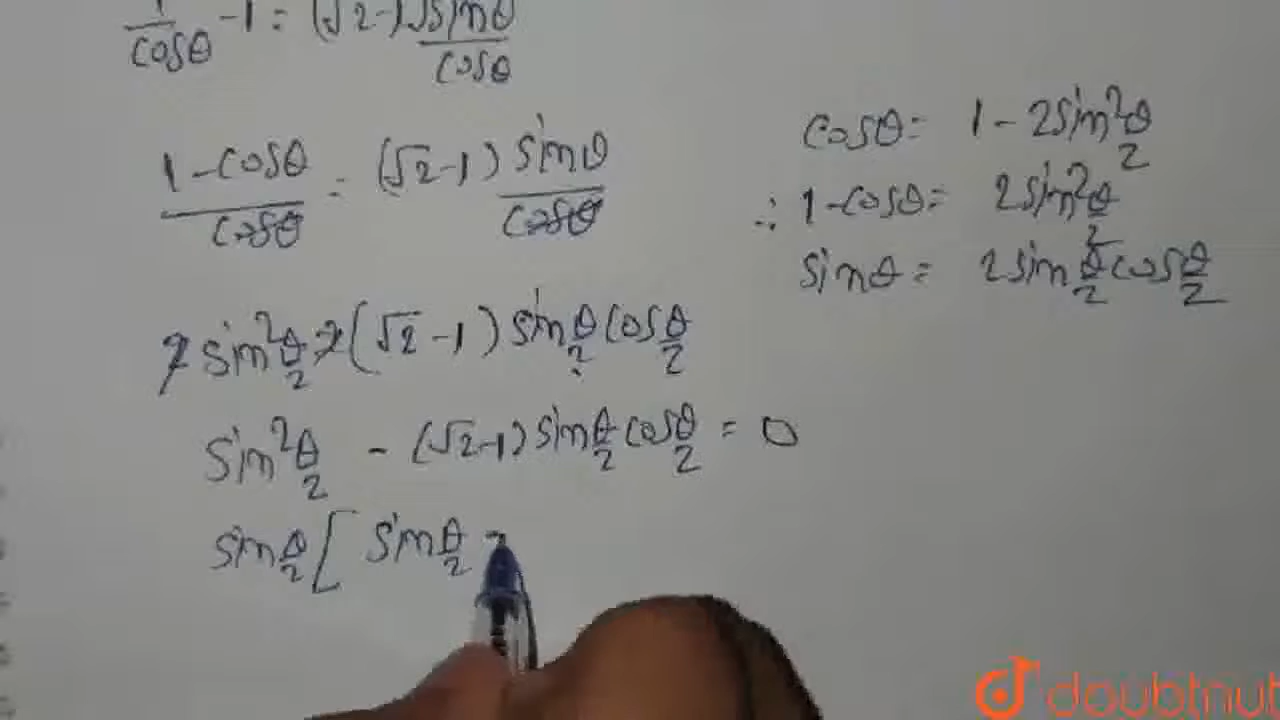 1/cosθ -1 = (√2-1) sinθ/cosθ
1-cosθ/cosθ = (√2-1) sinθ/cosθ
2 sin²θ/2 = 2(√2-1) sinθ/2 cosθ/2
sin²θ/2 - (√2-1) sinθ/2 cosθ/2 = 0
sinθ/2 [ sinθ/2 -
cosθ = 1-2sin²θ/2
∴ 1-cosθ = 2sin²θ/2
sinθ = 2sinθ/2 cosθ/2
doubtnut